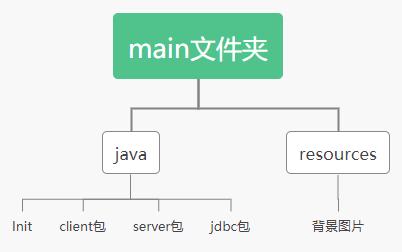 main文件夹
java
resources
Init
client包
server包
jdbc包
背景图片